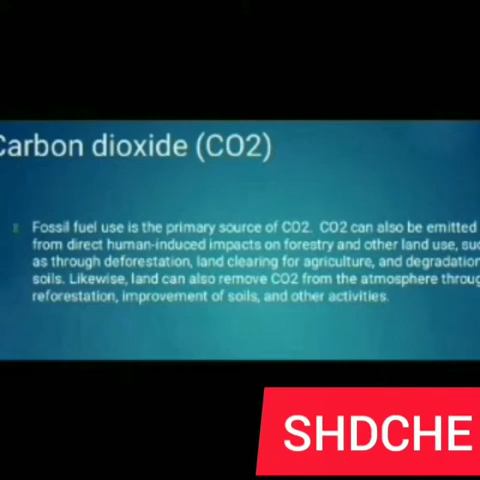 Carbon dioxide (CO2)
Fossil fuel use is the primary source of CO2. CO2 can also be emitted
from direct human-induced impacts on forestry and other land use, suc
as through deforestation, land clearing for agriculture, and degradation
soils. Likewise, land can also remove CO2 from the atmosphere throug
reforestation, improvement of soils, and other activities.
SHDCHE